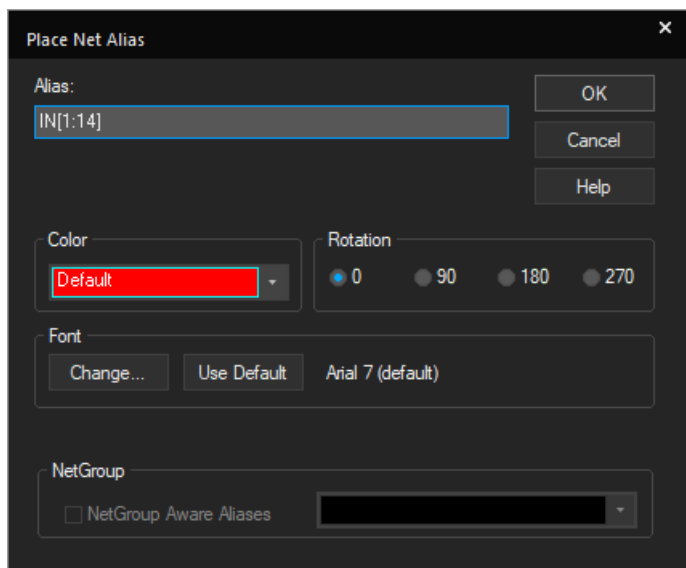 Place Net Alias
Alias:
IN[1:14]
OK
Cancel
Help
Color
Default
Rotation
0 90 180 270
Font
Change... Use Default Arial 7 (default)
NetGroup
NetGroup Aware Aliases